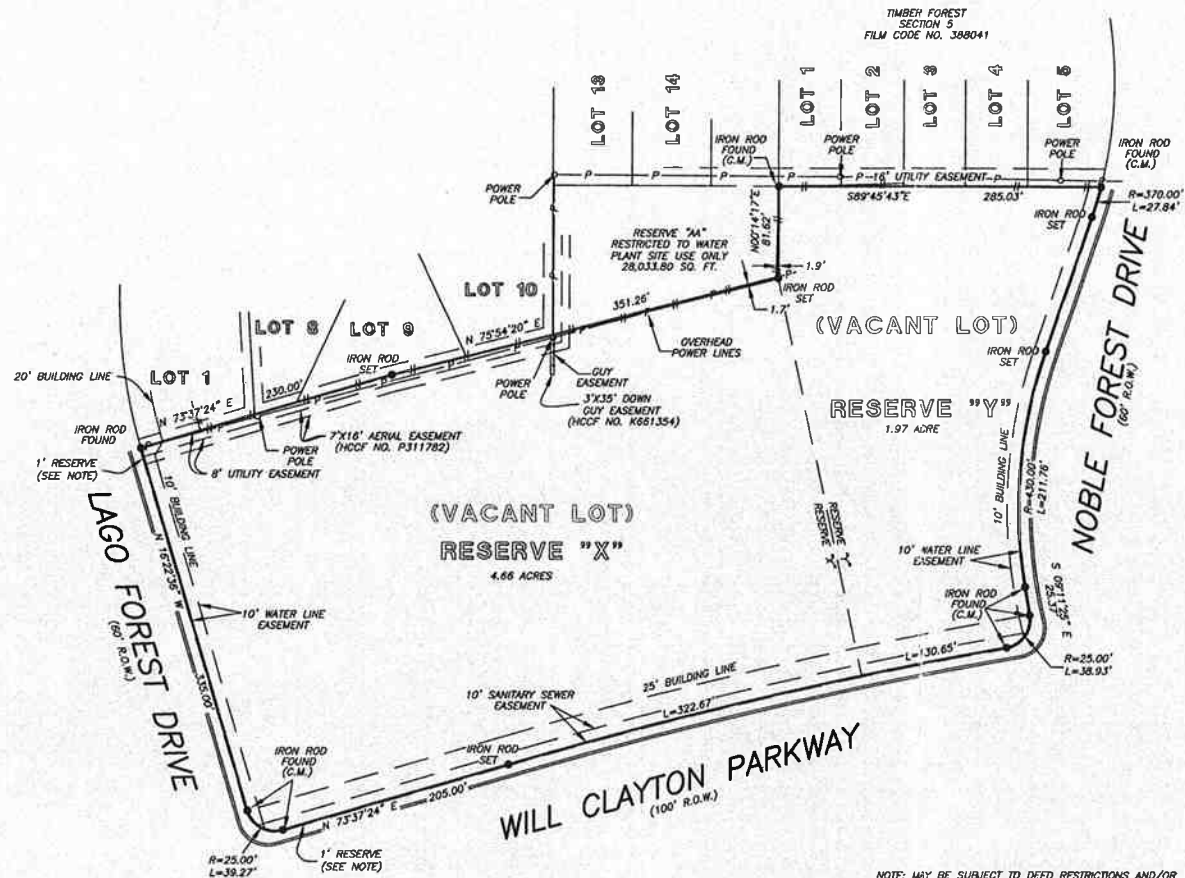 TIMBER FOREST
SECTION 5
FILM CODE NO. 388041
LOT 13
LOT 14
LOT 1
LOT 2
LOT 3
LOT 4
LOT 5
IRON ROD
FOUND
(C.M.)
POWER
POLE
POWER
POLE
IRON ROD
FOUND
(C.M.)
POWER
POLE
P
P
P
P
P
16' UTILITY EASEMENT
P
S89°45'43"E
285.03'
R=370.00'
L=27.84'
IRON ROD
SET
N00°14'17"E
81.62'
RESERVE "AA"
RESTRICTED TO WATER
PLANT SITE USE ONLY
28,033.80 SQ. FT.
1.9'
P
IRON ROD
SET
1.7'
LOT 10
351.26'
OVERHEAD
POWER LINES
(VACANT LOT)
IRON ROD
SET
RESERVE "Y"
1.97 ACRE
NOBLE FOREST DRIVE
(60' R.O.W.)
LOT 8
LOT 9
N 75°54'20" E
IRON ROD
SET
20' BUILDING LINE
LOT 1
230.00'
N 73°37'24" E
POWER
POLE
GUY
EASEMENT
3'X35' DOWN
GUY EASEMENT
(HCCF NO. K651354)
IRON ROD
FOUND
1' RESERVE
(SEE NOTE)
POWER
POLE
7'X16' AERIAL EASEMENT
(HCCF NO. P311782)
8' UTILITY EASEMENT
10' BUILDING LINE
LAGO FOREST DRIVE
(60' R.O.W.)
N 16°22'36" W
335.00'
10' WATER LINE
EASEMENT
(VACANT LOT)
RESERVE "X"
4.66 ACRES
RESERVE "Y"
RESERVE "X"
10' BUILDING LINE
R=430.00'
L=211.76'
10' WATER LINE
EASEMENT
IRON ROD
FOUND
(C.M.)
S 09°11'25" E
R=25.00'
L=38.93'
L=130.65'
25' BUILDING LINE
10' SANITARY SEWER
EASEMENT
L=322.67'
IRON ROD
SET
IRON ROD
FOUND
(C.M.)
N 73°37'24" E
205.00'
WILL CLAYTON PARKWAY
(100' R.O.W.)
R=25.00'
L=39.27'
1' RESERVE
(SEE NOTE)
NOTE: MAY BE SUBJECT TO DEED RESTRICTIONS AND/OR